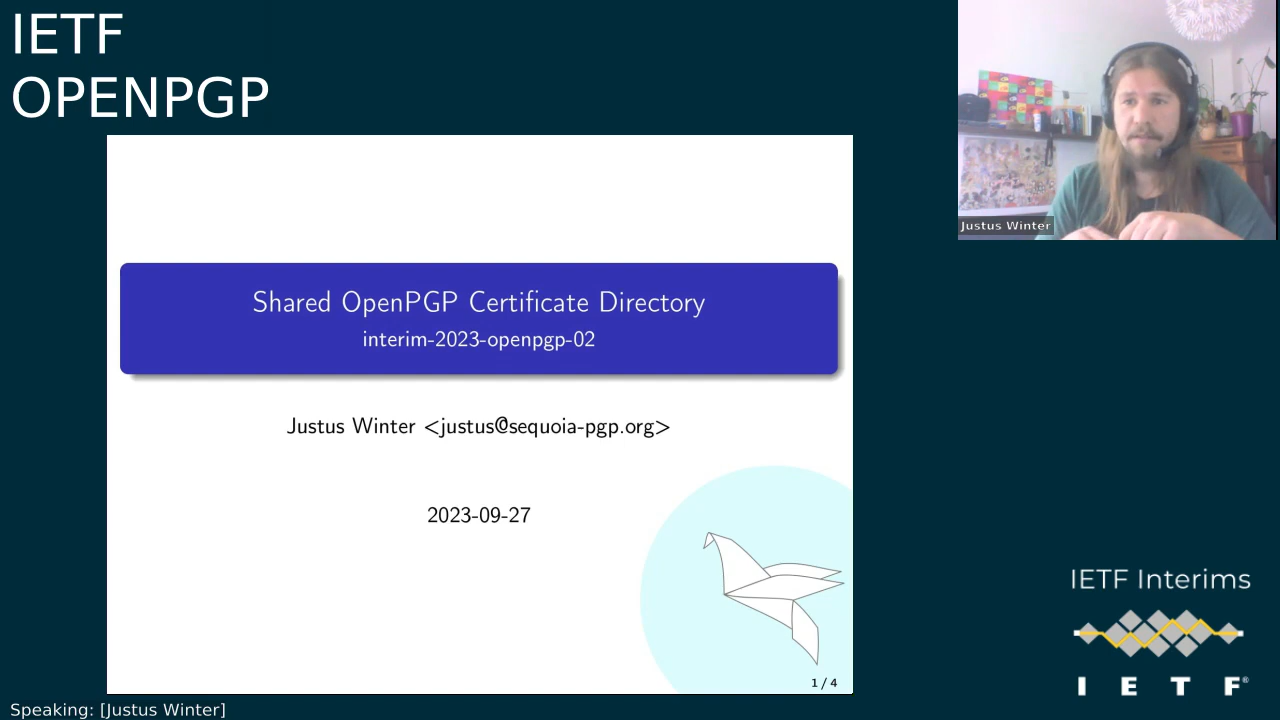 IETF
OPENPGP
Justus Winter
Shared OpenPGP Certificate Directory
interim-2023-openpgp-02
Justus Winter <justus@sequoia-pgp.org>
2023-09-27
1 / 4
IETF Interims
I E T F®
Speaking: [Justus Winter]